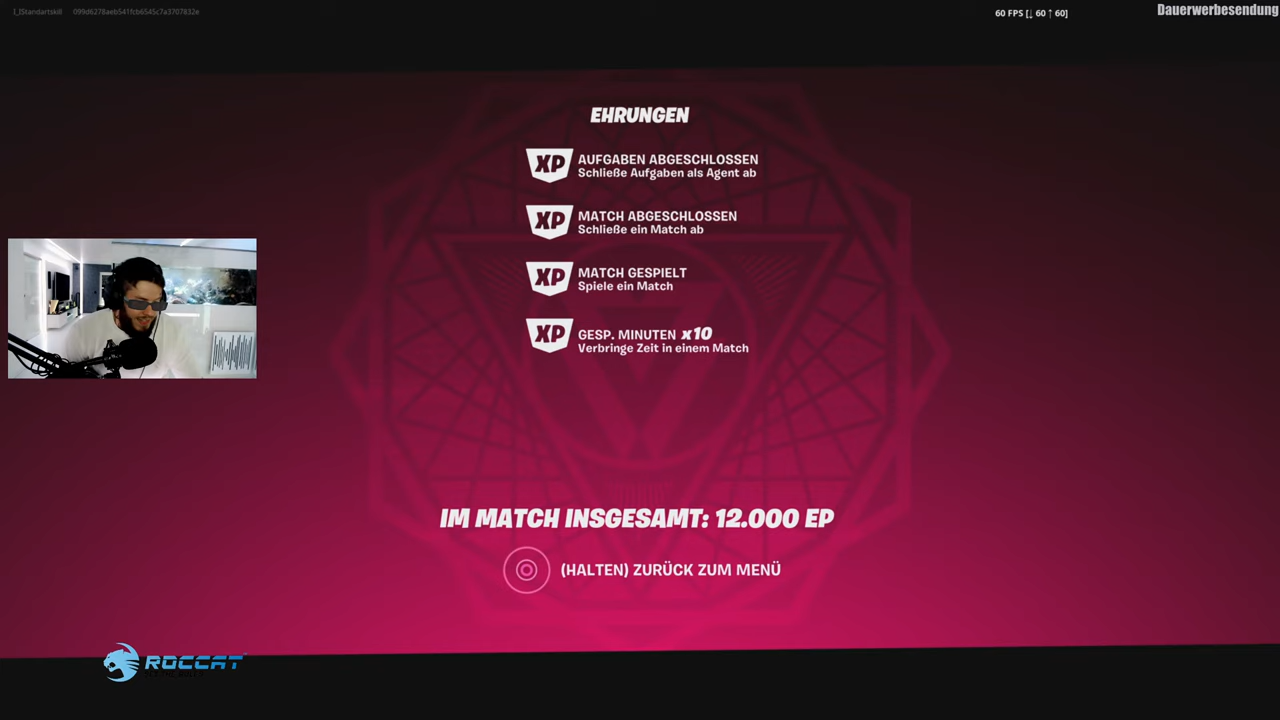 I_IStandartskill 099d6278aeb541fcb6545c7a3707832e
60 FPS [↓ 60 ↑ 60]
Dauerwerbesendung
EHRUNGEN
XP AUFGABEN ABGESCHLOSSEN
Schließe Aufgaben als Agent ab
XP MATCH ABGESCHLOSSEN
Schließe ein Match ab
XP MATCH GESPIELT
Spiele ein Match
XP GESP. MINUTEN x10
Verbringe Zeit in einem Match
IM MATCH INSGESAMT: 12.000 EP
(HALTEN) ZURÜCK ZUM MENÜ
ROCCAT